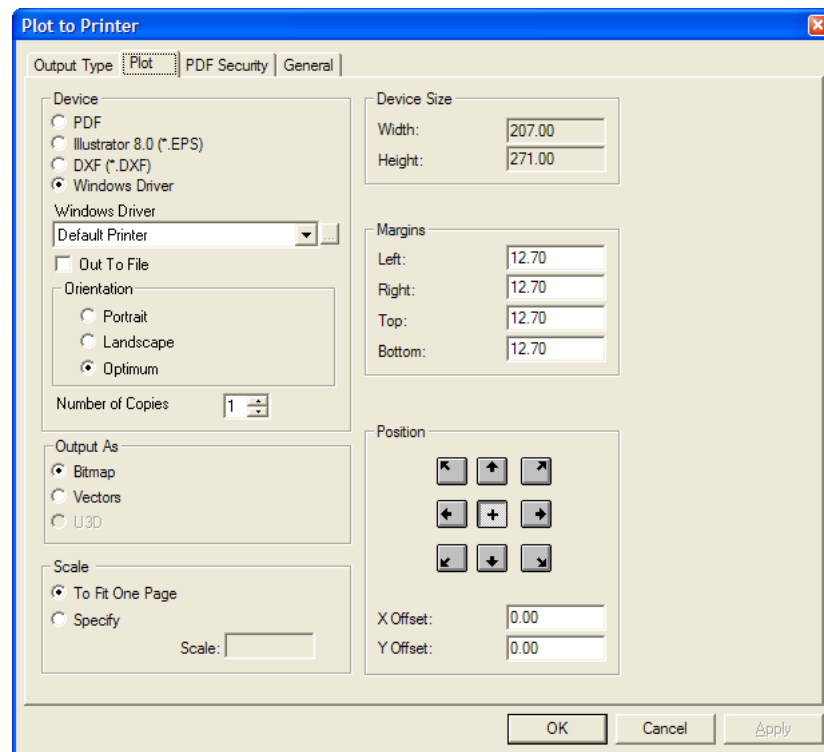 Plot to Printer
Output Type Plot PDF Security General
Device
PDF
Illustrator 8.0 (*.EPS)
DXF (*.DXF)
Windows Driver
Windows Driver
Default Printer ...
Out To File
Orientation
Portrait
Landscape
Optimum
Number of Copies 1
Output As
Bitmap
Vectors
U3D
Scale
To Fit One Page
Specify
Scale:
Device Size
Width: 207.00
Height: 271.00
Margins
Left: 12.70
Right: 12.70
Top: 12.70
Bottom: 12.70
Position
X Offset: 0.00
Y Offset: 0.00
OK Cancel Apply